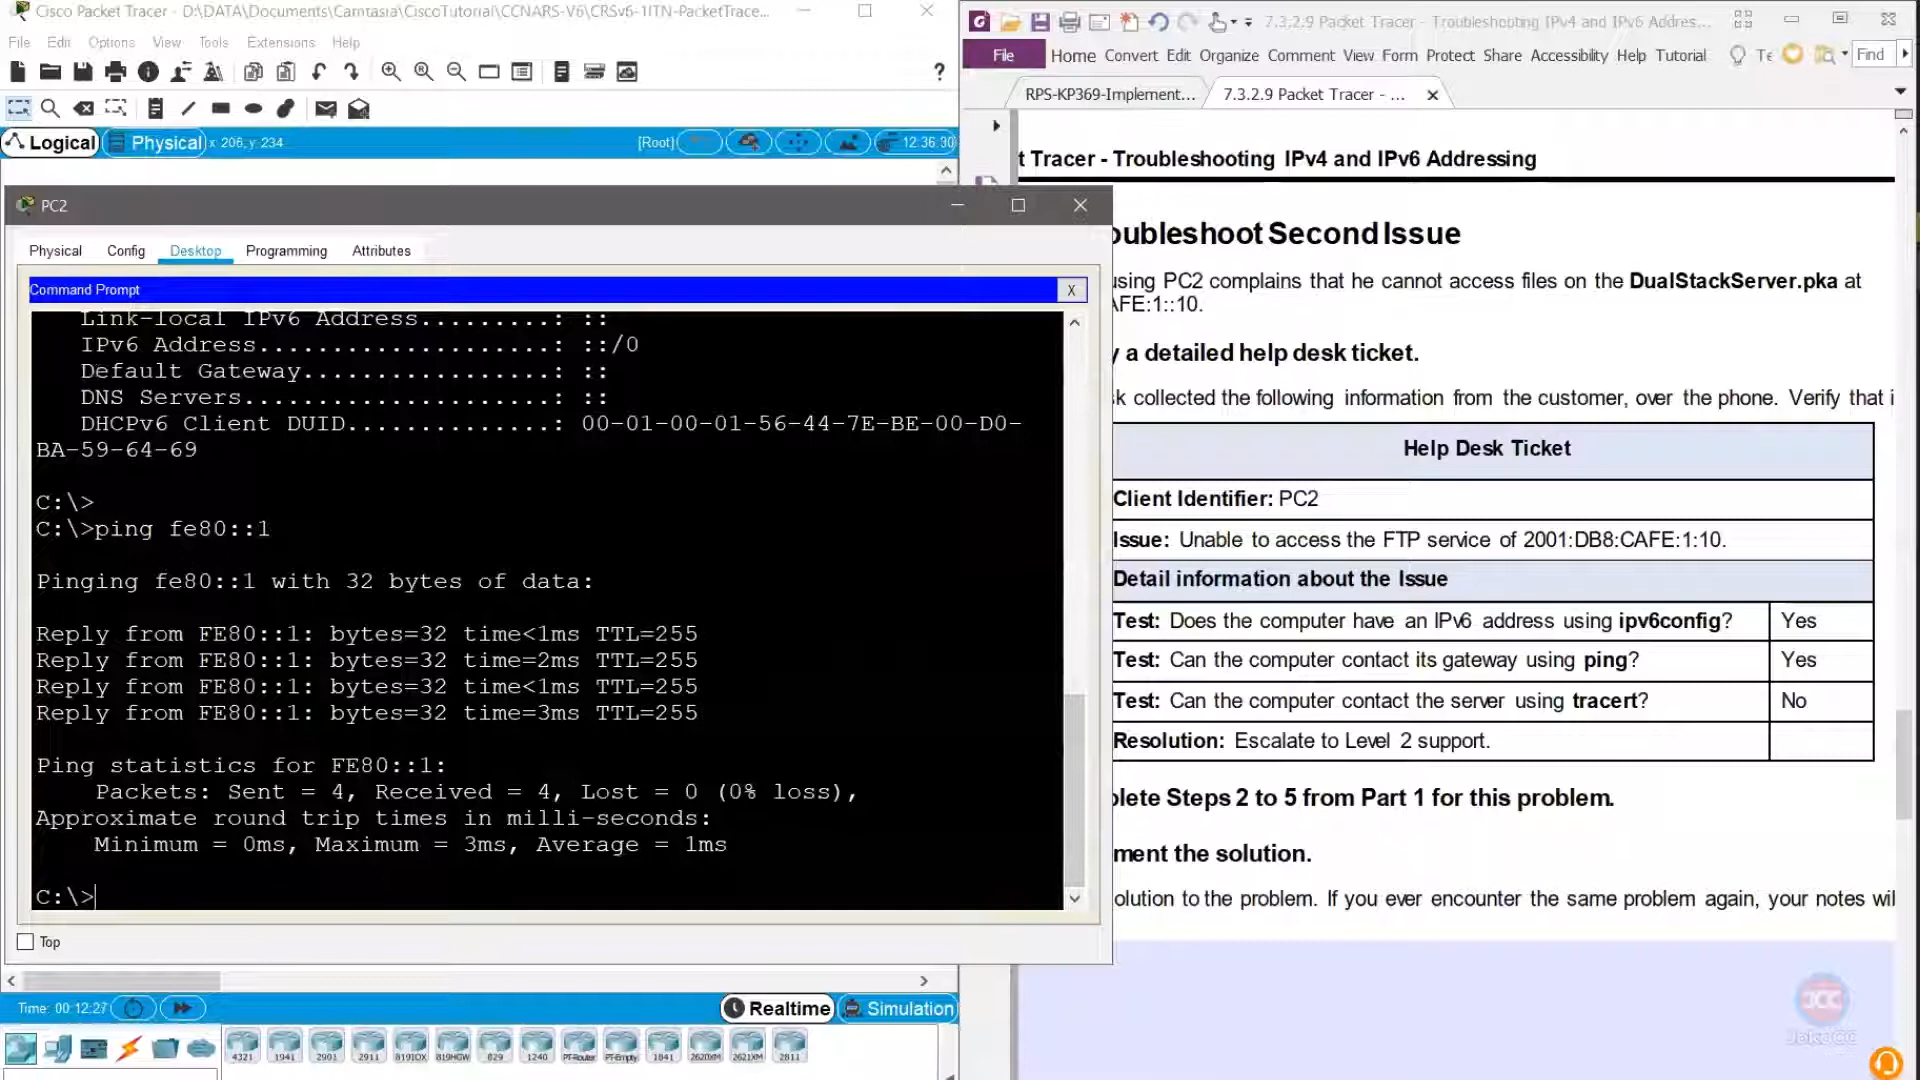 Cisco Packet Tracer - D:\DATA\Documents\Camtasia\CiscoTutorial\CCNARS-V6\CRSv6-1ITN-PacketTrace...
File Edit Options View Tools Extensions Help
?
Logical Physical x: 206, y: 234 [Root] 12:36:30
PC2
Physical Config Desktop Programming Attributes
Command Prompt X
Link-local IPv6 Address.........: ::
IPv6 Address....................: ::/0
Default Gateway.................: ::
DNS Servers.....................: ::
DHCPv6 Client DUID..............: 00-01-00-01-56-44-7E-BE-00-D0-
BA-59-64-69
C:\>
C:\>ping fe80::1
Pinging fe80::1 with 32 bytes of data:
Reply from FE80::1: bytes=32 time<1ms TTL=255
Reply from FE80::1: bytes=32 time=2ms TTL=255
Reply from FE80::1: bytes=32 time<1ms TTL=255
Reply from FE80::1: bytes=32 time=3ms TTL=255
Ping statistics for FE80::1:
Packets: Sent = 4, Received = 4, Lost = 0 (0% loss),
Approximate round trip times in milli-seconds:
Minimum = 0ms, Maximum = 3ms, Average = 1ms
C:\>
Top
Time: 00:12:27 Realtime Simulation
4321 1941 2901 2911 819IOX 819HGW 829 1240 PT-Router PT-Empty 1841 2620XM 2621XM 2811
7.3.2.9 Packet Tracer - Troubleshooting IPv4 and IPv6 Addres...
File Home Convert Edit Organize Comment View Form Protect Share Accessibility Help Tutorial Te Find
RPS-KP369-Implement... 7.3.2.9 Packet Tracer - ...
t Tracer - Troubleshooting IPv4 and IPv6 Addressing
oubleshoot Second Issue
using PC2 complains that he cannot access files on the DualStackServer.pka at
AFE:1::10.
y a detailed help desk ticket.
sk collected the following information from the customer, over the phone. Verify that i
Help Desk Ticket
Client Identifier: PC2
Issue: Unable to access the FTP service of 2001:DB8:CAFE:1:10.
Detail information about the Issue
Test: Does the computer have an IPv6 address using ipv6config? Yes
Test: Can the computer contact its gateway using ping? Yes
Test: Can the computer contact the server using tracert? No
Resolution: Escalate to Level 2 support.
plete Steps 2 to 5 from Part 1 for this problem.
ment the solution.
olution to the problem. If you ever encounter the same problem again, your notes wil
JCC